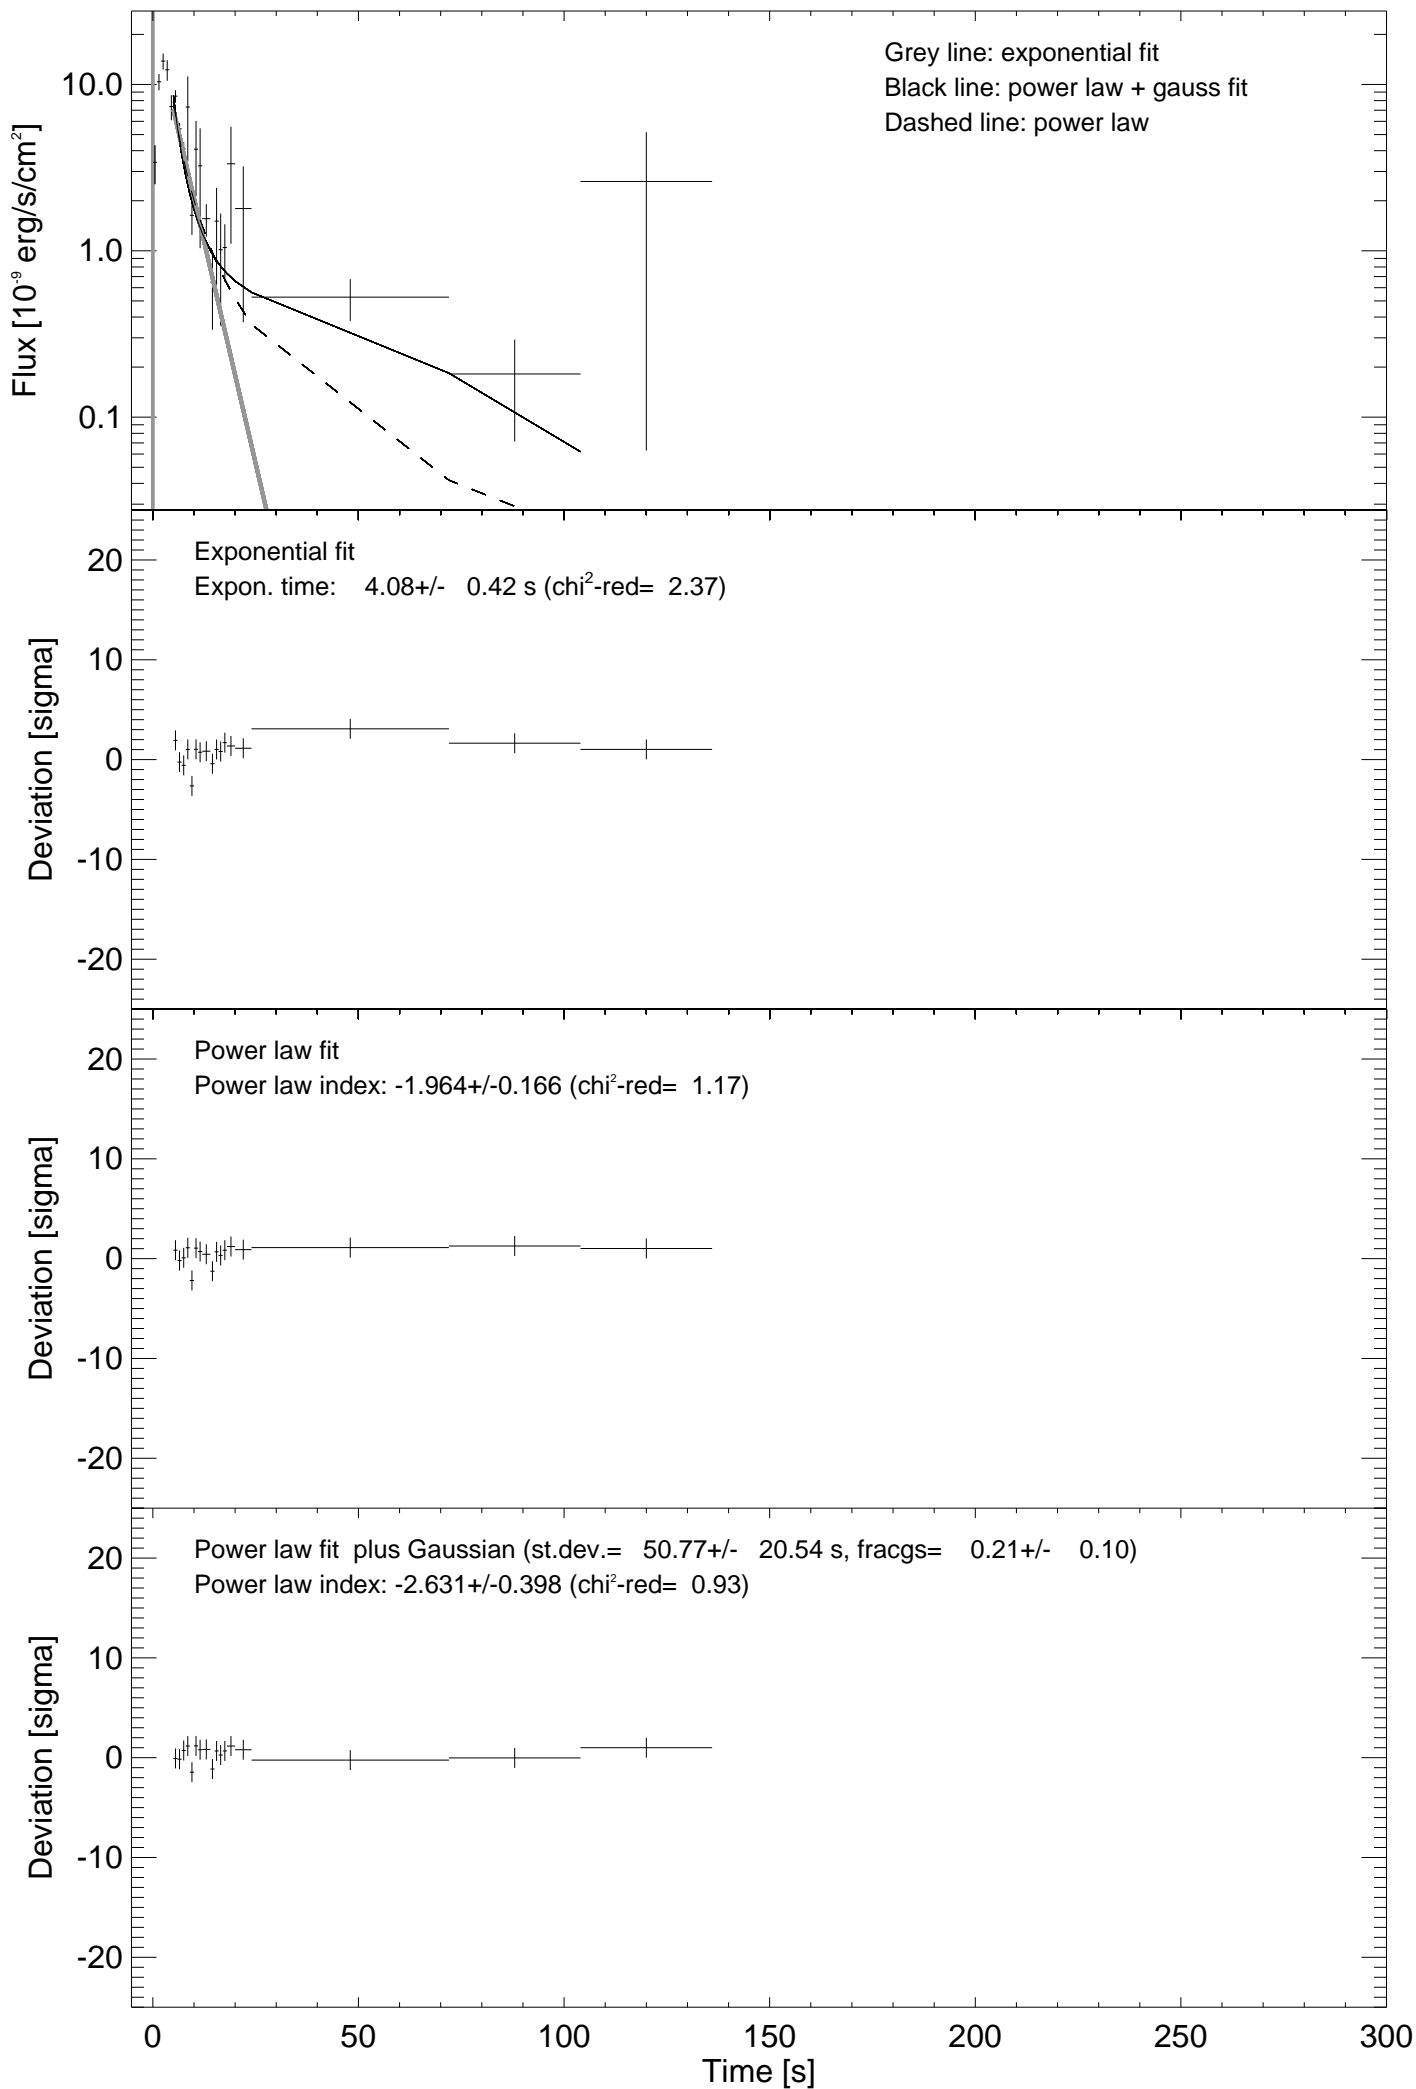 Grey line: exponential fit
Black line: power law + gauss fit
Dashed line: power law
10.0
1.0
0.1
Flux [10⁻⁹ erg/s/cm²]
Exponential fit
Expon. time: 4.08+/- 0.42 s (chi²-red= 2.37)
20
10
0
-10
-20
Deviation [sigma]
Power law fit
Power law index: -1.964+/-0.166 (chi²-red= 1.17)
20
10
0
-10
-20
Deviation [sigma]
Power law fit plus Gaussian (st.dev.= 50.77+/- 20.54 s, fracgs= 0.21+/- 0.10)
Power law index: -2.631+/-0.398 (chi²-red= 0.93)
20
10
0
-10
-20
Deviation [sigma]
0 50 100 150 200 250 300
Time [s]